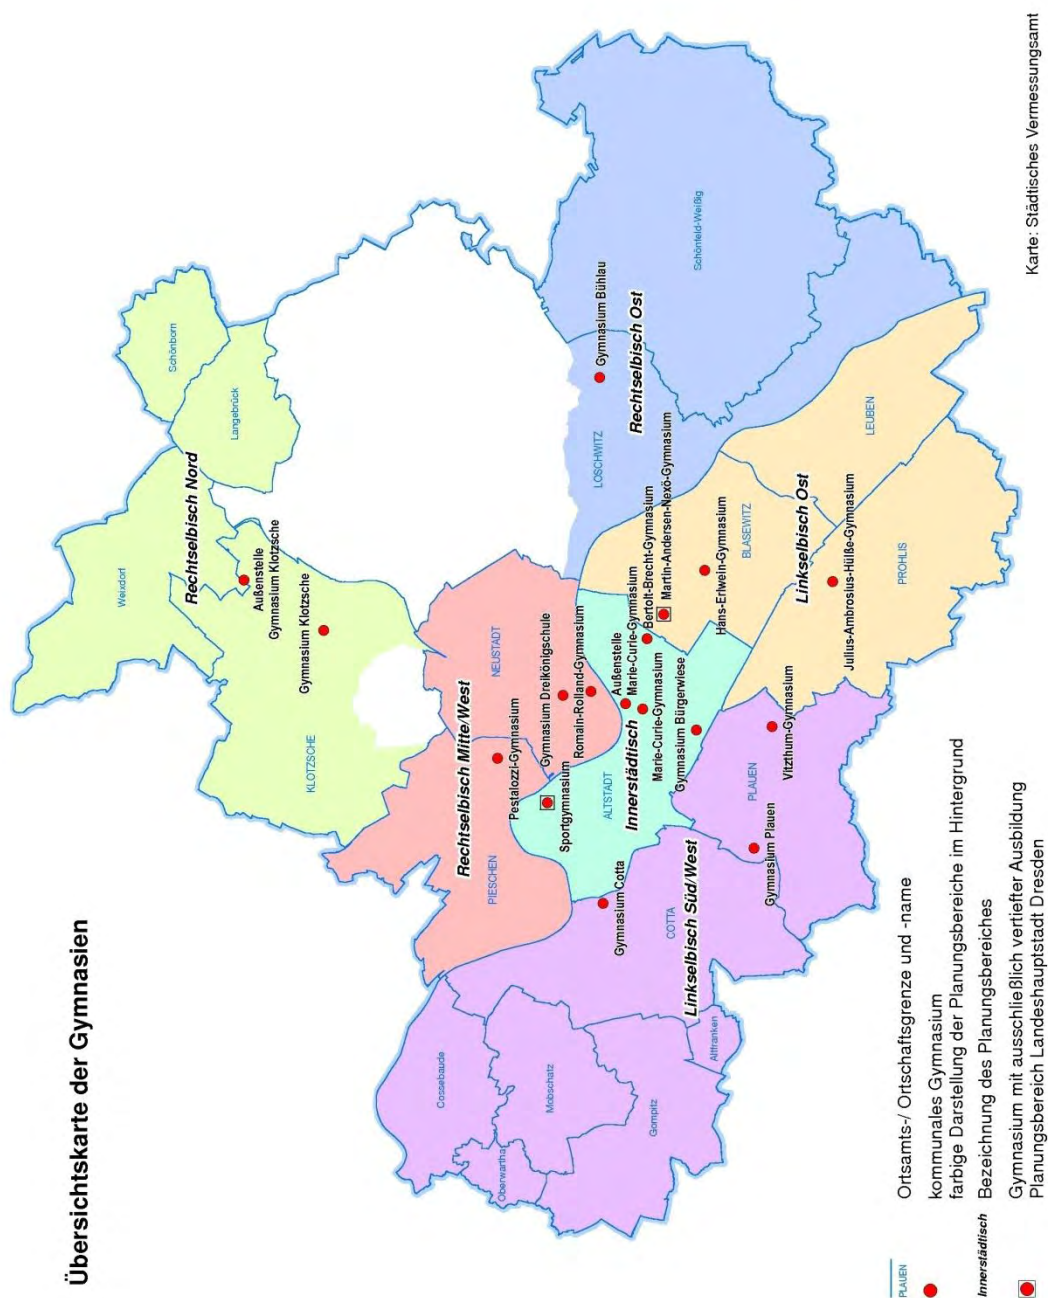 Übersichtskarte der Gymnasien
Schönborn
Langebrück
Weixdorf
Rechtselbisch Nord
Außenstelle
Gymnasium Klotzsche
Gymnasium Klotzsche
KLOTZSCHE
NEUSTADT
Rechtselbisch Mitte/West
PIESCHEN
Pestalozzi-Gymnasium
Gymnasium Dreikönigschule
Romain-Rolland-Gymnasium
Sportgymnasium
ALTSTADT
Innerstädtisch
Außenstelle
Marie-Curie-Gymnasium
Marie-Curie-Gymnasium
Gymnasium Bürgerwiese
Bertolt-Brecht-Gymnasium
Martin-Andersen-Nexö-Gymnasium
LOSCHWITZ
Gymnasium Bühlau
Rechtselbisch Ost
Schönfeld-Weißig
BLASEWITZ
Hans-Erlwein-Gymnasium
Linkselbisch Ost
LEUBEN
Julius-Ambrosius-Hülße-Gymnasium
PROHLIS
Vitzthum-Gymnasium
PLAUEN
Gymnasium Plauen
Gymnasium Cotta
COTTA
Linkselbisch Süd/West
Altfranken
Cossebaude
Mobschatz
Oberwartha
Gompitz
PLAUEN
Ortsamts-/ Ortschaftsgrenze und -name
kommunales Gymnasium
farbige Darstellung der Planungsbereiche im Hintergrund
Innerstädtisch
Bezeichnung des Planungsbereiches
Gymnasium mit ausschließlich vertiefter Ausbildung
Planungsbereich Landeshauptstadt Dresden
Karte: Städtisches Vermessungsamt